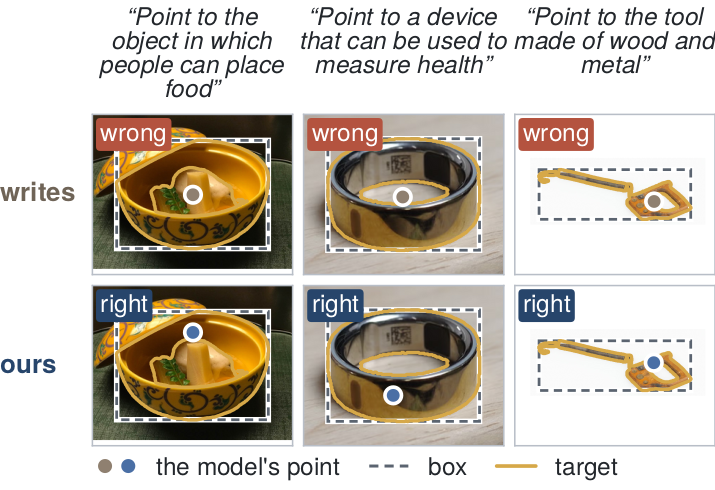 “Point to the
object in which
people can place
food”
“Point to a device
that can be used to
measure health”
“Point to the tool
made of wood and
metal”
writes
wrong
wrong
wrong
ours
right
right
right
the model's point
box
target